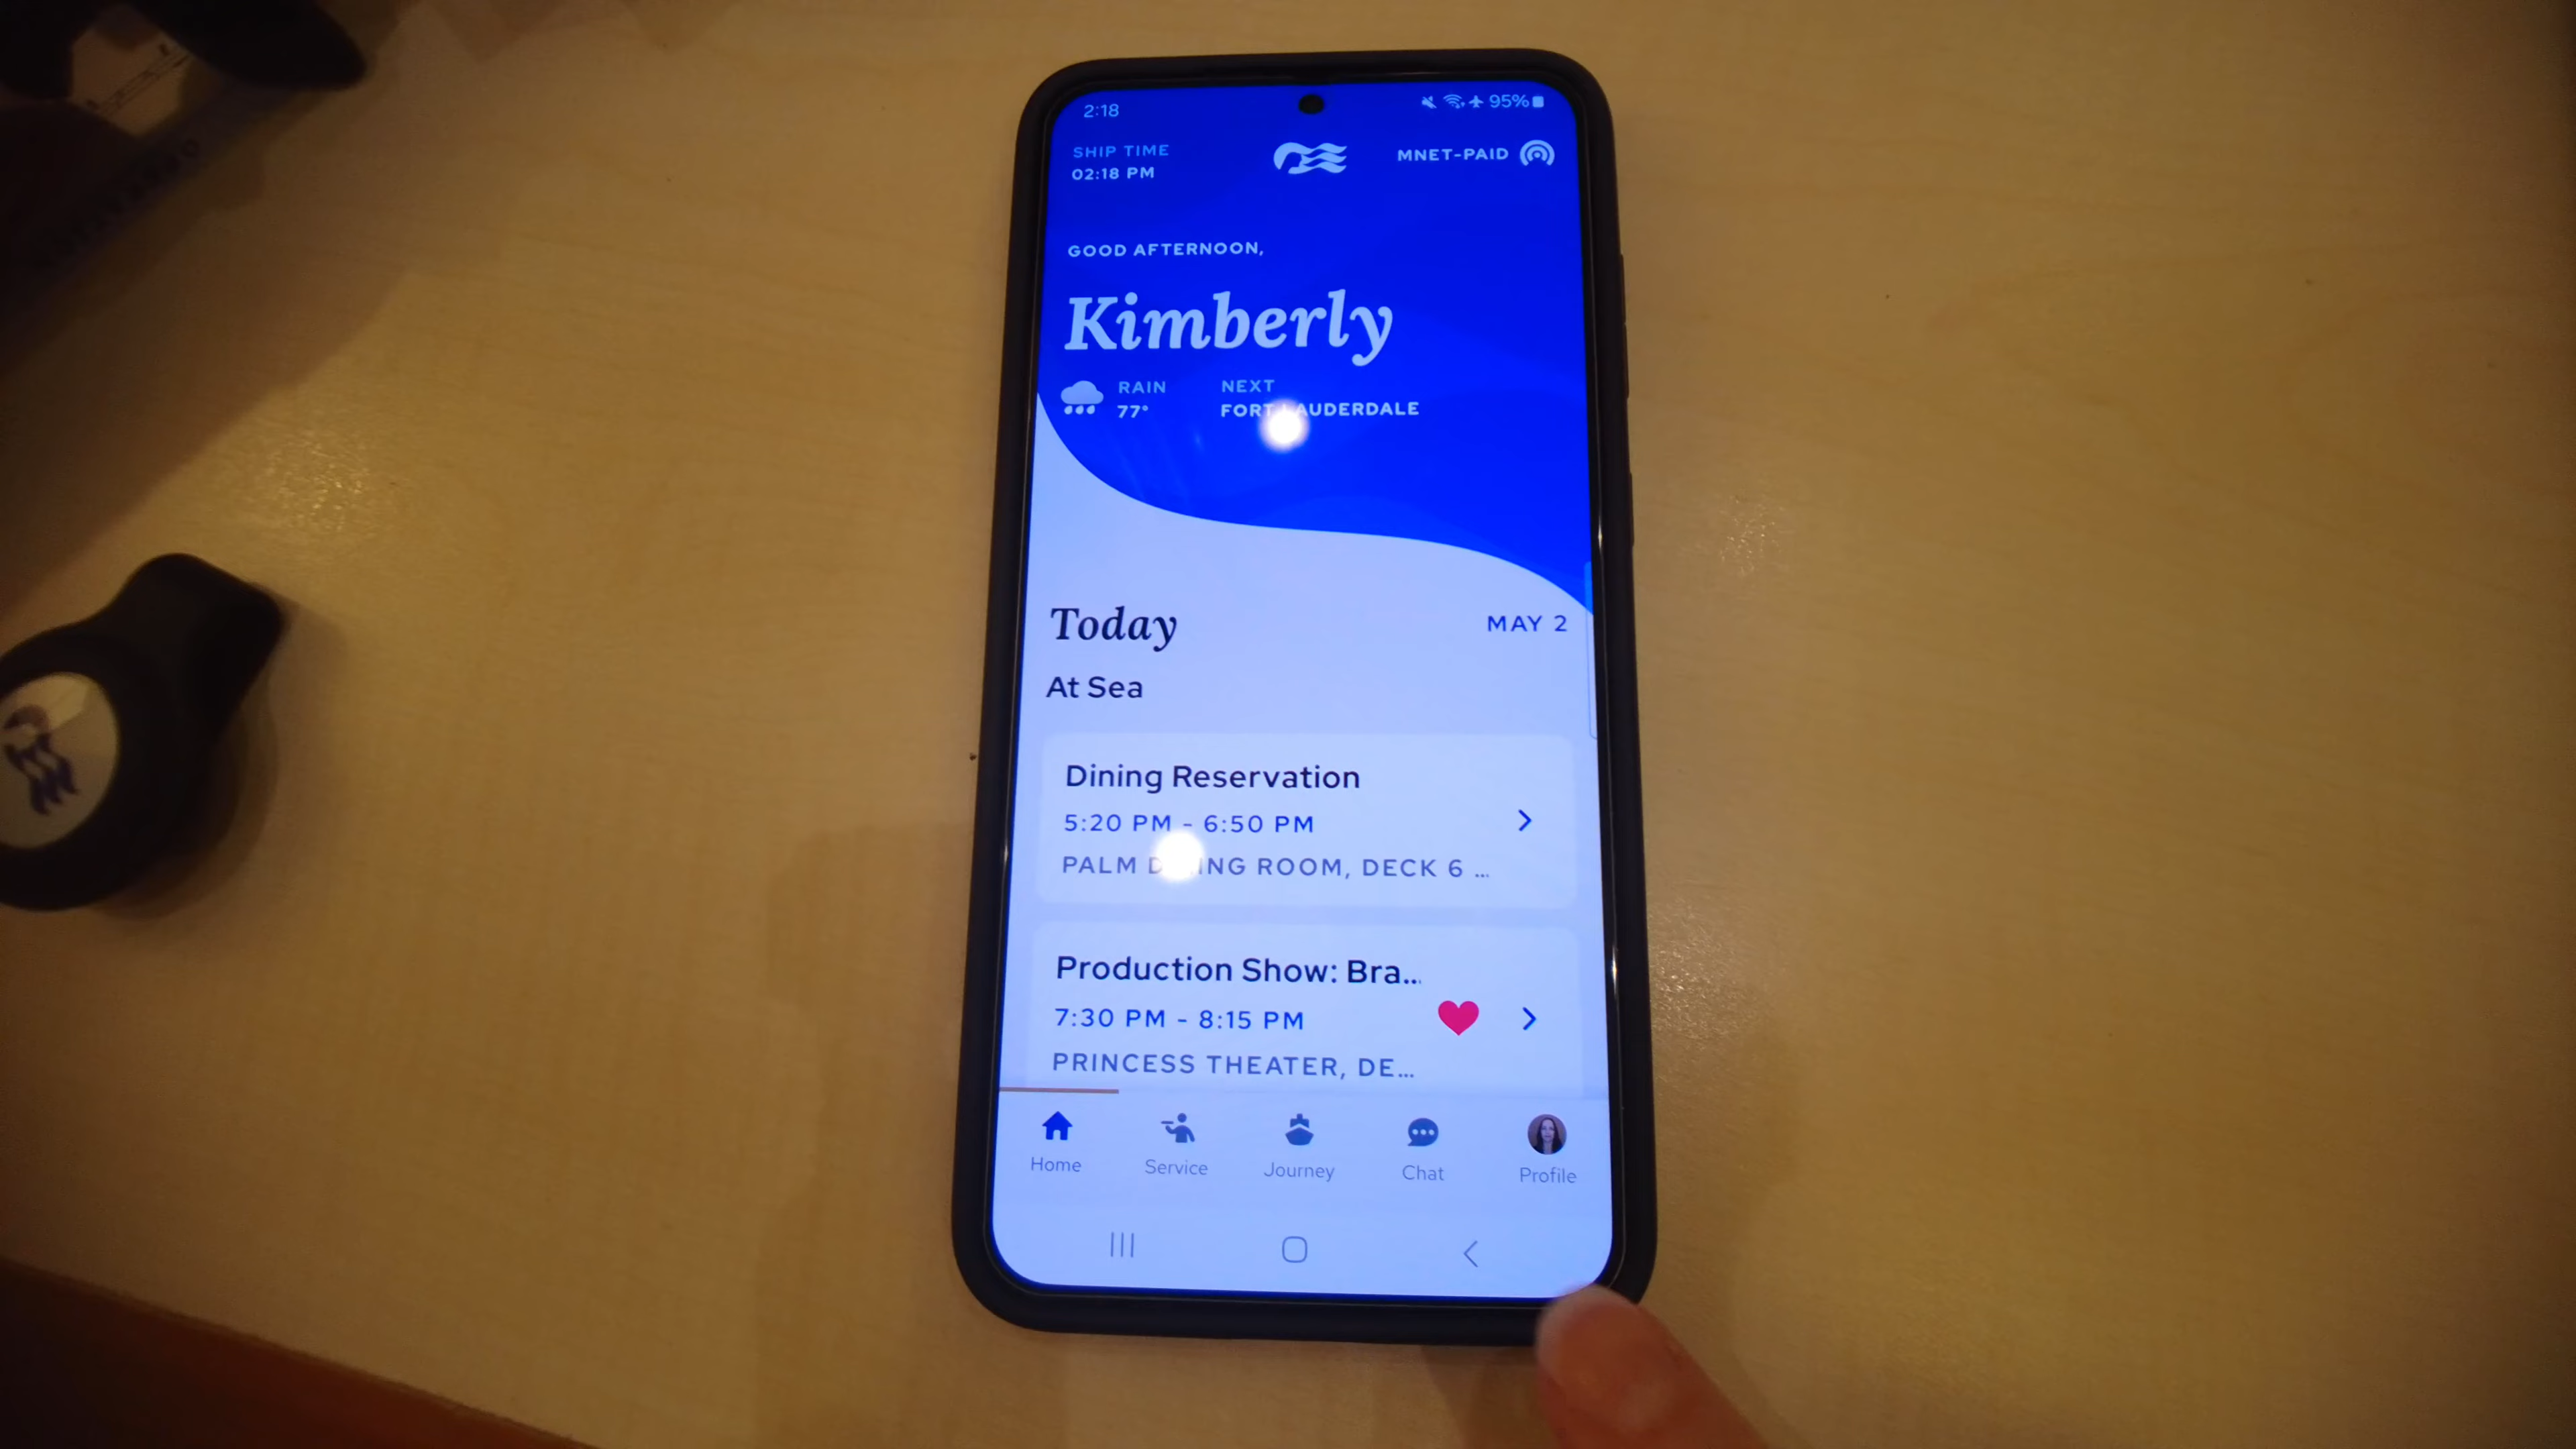 2:18
95%
SHIP TIME
02:18 PM
MNET-PAID
GOOD AFTERNOON,
Kimberly
RAIN
77°
NEXT
FORT LAUDERDALE
Today
MAY 2
At Sea
Dining Reservation
5:20 PM - 6:50 PM
PALM DINING ROOM, DECK 6 ...
Production Show: Bra...
7:30 PM - 8:15 PM
PRINCESS THEATER, DE...
Home
Service
Journey
Chat
Profile